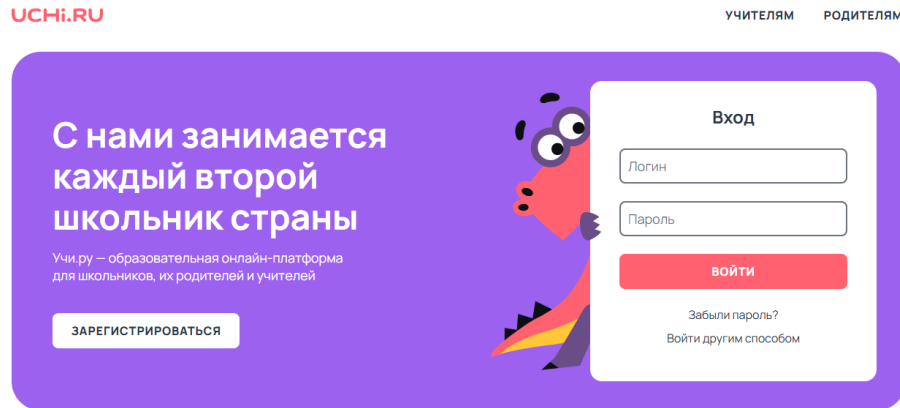 UCHi.RU
УЧИТЕЛЯМ
РОДИТЕЛЯМ
С нами занимается
каждый второй
школьник страны
Учи.ру — образовательная онлайн-платформа
для школьников, их родителей и учителей
ЗАРЕГИСТРИРОВАТЬСЯ
Вход
Логин
Пароль
ВОЙТИ
Забыли пароль?
Войти другим способом